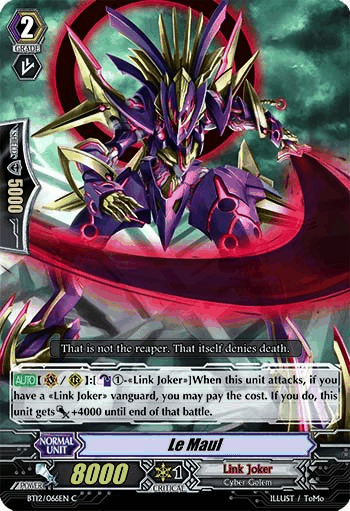 2
GRADE
SHIELD
5000
That is not the reaper. That itself denies death.
AUTO [ / ]:[①-«Link Joker»]When this unit attacks, if you
have a «Link Joker» vanguard, you may pay the cost. If you do, this
unit gets +4000 until end of that battle.
NORMAL
UNIT
Le Maul
POWER
8000
1
CRITICAL
Link Joker
Cyber Golem
BT12/066EN C
ILLUST / ToMo